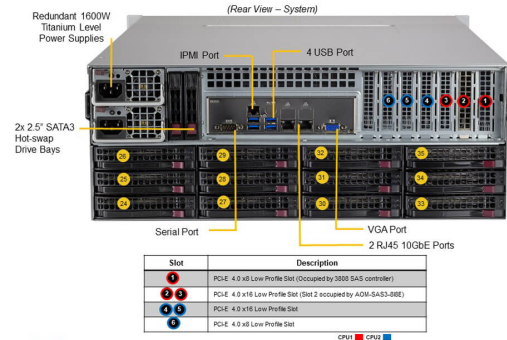 (Rear View – System)
Redundant 1600W
Titanium Level
Power Supplies
IPMI Port
4 USB Port
6 5 4 3 2 1
2x 2.5" SATA3
Hot-swap
Drive Bays
26 29 32 35
25 28 31 34
24 27 30 33
Serial Port
VGA Port
2 RJ45 10GbE Ports
Slot Description
1 PCI-E 4.0 x8 Low Profile Slot (Occupied by 3808 SAS controller)
2 3 PCI-E 4.0 x16 Low Profile Slot (Slot 2 occupied by AOM-SAS3-8I8E)
4 5 PCI-E 4.0 x16 Low Profile Slot
6 PCI-E 4.0 x8 Low Profile Slot
CPU1 CPU2